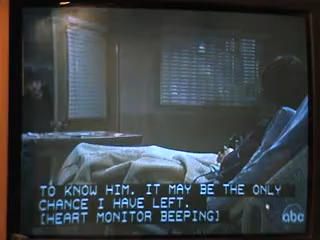 TO KNOW HIM. IT MAY BE THE ONLY
CHANCE I HAVE LEFT.
[HEART MONITOR BEEPING]
abc